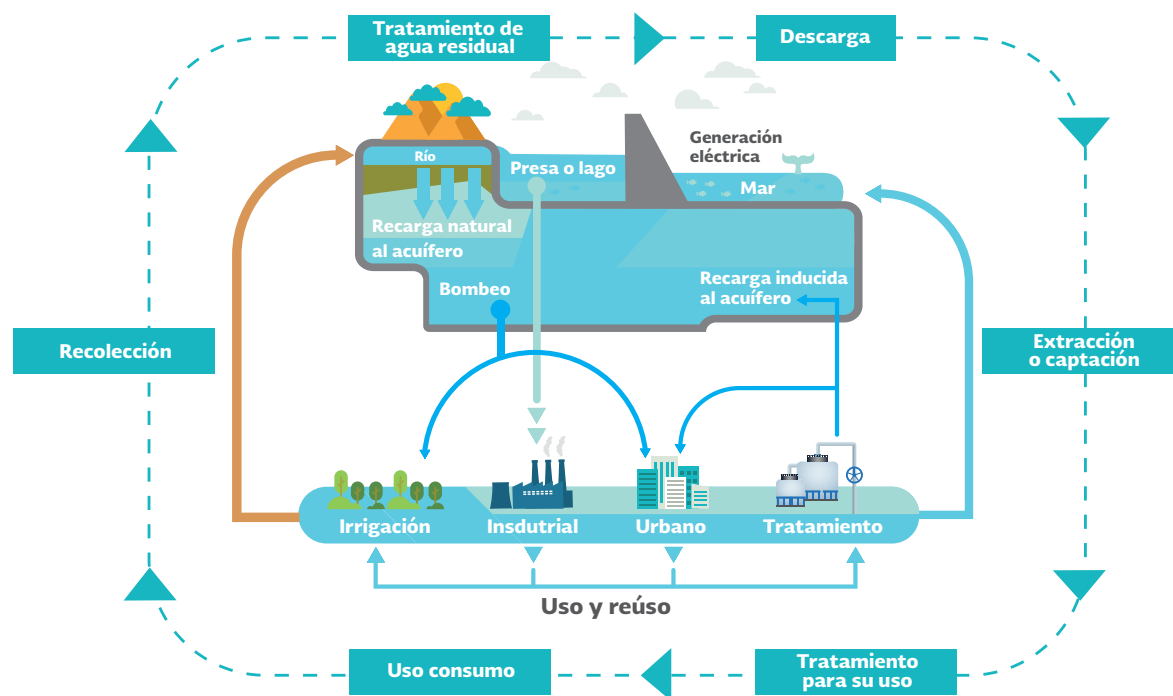 Tratamiento de
agua residual
Descarga
Generación
eléctrica
Río
Presa o lago
Mar
Recarga natural
al acuífero
Bombeo
Recarga inducida
al acuífero
Recolección
Extracción
o captación
Irrigación
Insdutrial
Urbano
Tratamiento
Uso y reúso
Uso consumo
Tratamiento
para su uso